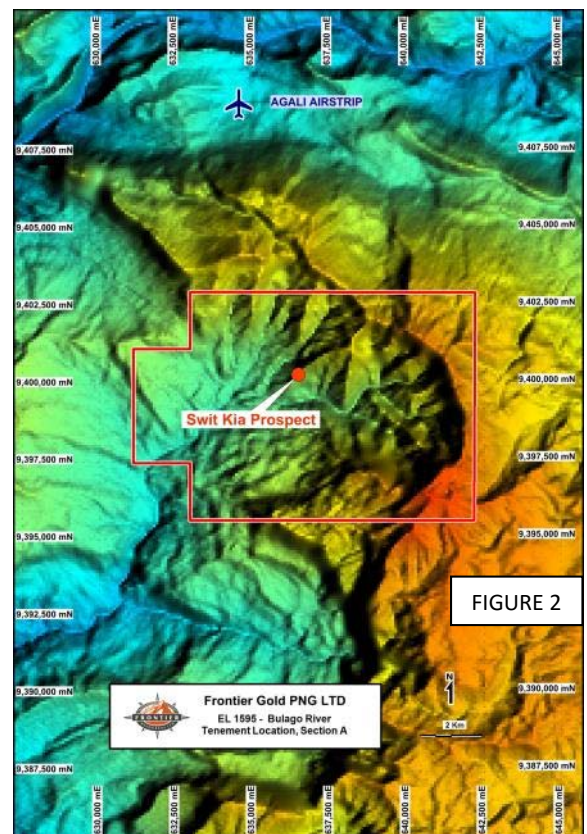 630,000 mE
632,500 mE
635,000 mE
637,500 mE
640,000 mE
642,500 mE
645,000 mE
AGALI AIRSTRIP
9,407,500 mN
9,407,500 mN
9,405,000 mN
9,405,000 mN
9,402,500 mN
9,402,500 mN
9,400,000 mN
9,400,000 mN
Swit Kia Prospect
9,397,500 mN
9,397,500 mN
9,395,000 mN
9,395,000 mN
FIGURE 2
9,392,500 mN
N
9,390,000 mN
9,390,000 mN
FRONTIER
Frontier Gold PNG LTD
EL 1595 - Bulago River
Tenement Location, Section A
2 Km
9,387,500 mN
9,387,500 mN
630,000 mE
632,500 mE
635,000 mE
637,500 mE
640,000 mE
642,500 mE
645,000 mE